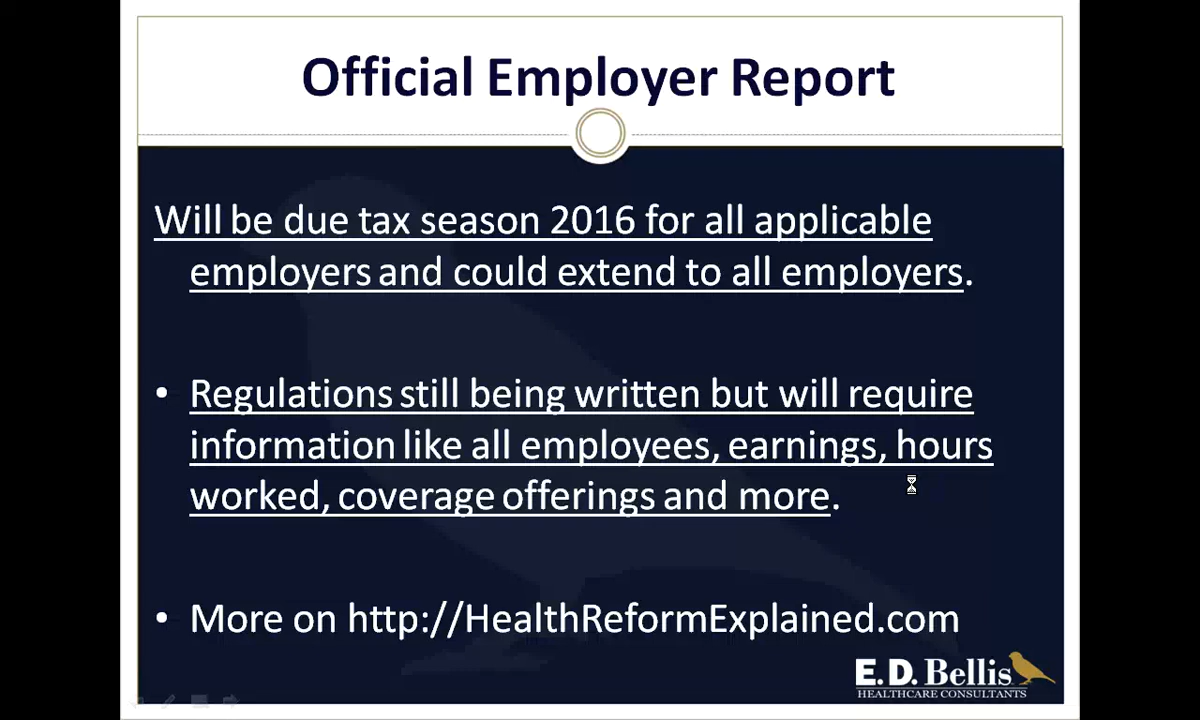 Official Employer Report
Will be due tax season 2016 for all applicable
employers and could extend to all employers.
• Regulations still being written but will require
information like all employees, earnings, hours
worked, coverage offerings and more.
• More on http://HealthReformExplained.com
E.D. Bellis
HEALTHCARE CONSULTANTS